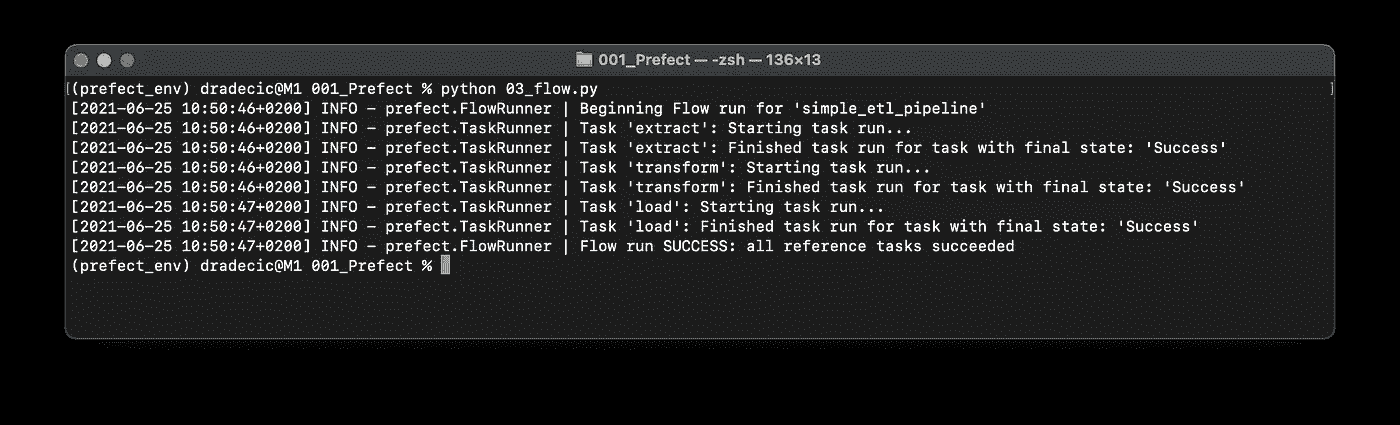 001_Prefect — -zsh — 136×13
[(prefect_env) dradecic@M1 001_Prefect % python 03_flow.py ]
[2021-06-25 10:50:46+0200] INFO - prefect.FlowRunner | Beginning Flow run for 'simple_etl_pipeline'
[2021-06-25 10:50:46+0200] INFO - prefect.TaskRunner | Task 'extract': Starting task run...
[2021-06-25 10:50:46+0200] INFO - prefect.TaskRunner | Task 'extract': Finished task run for task with final state: 'Success'
[2021-06-25 10:50:46+0200] INFO - prefect.TaskRunner | Task 'transform': Starting task run...
[2021-06-25 10:50:46+0200] INFO - prefect.TaskRunner | Task 'transform': Finished task run for task with final state: 'Success'
[2021-06-25 10:50:47+0200] INFO - prefect.TaskRunner | Task 'load': Starting task run...
[2021-06-25 10:50:47+0200] INFO - prefect.TaskRunner | Task 'load': Finished task run for task with final state: 'Success'
[2021-06-25 10:50:47+0200] INFO - prefect.FlowRunner | Flow run SUCCESS: all reference tasks succeeded
(prefect_env) dradecic@M1 001_Prefect %